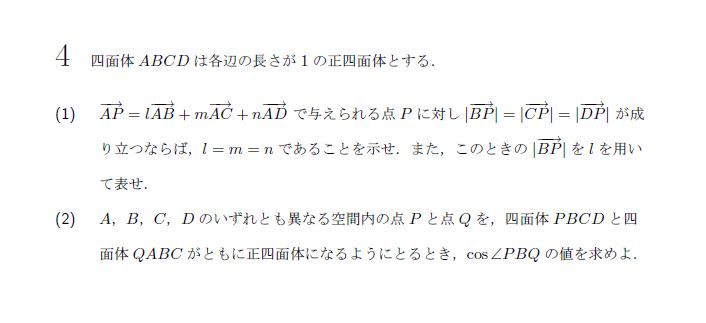 4 四面体 ABCD は各辺の長さが 1 の正四面体とする.
(1) $\overrightarrow{AP} = l\overrightarrow{AB} + m\overrightarrow{AC} + n\overrightarrow{AD}$ で与えられる点 P に対し $|\overrightarrow{BP}| = |\overrightarrow{CP}| = |\overrightarrow{DP}|$ が成
り立つならば,l = m = n であることを示せ.また,このときの $|\overrightarrow{BP}|$ を l を用い
て表せ.
(2) A,B,C,D のいずれとも異なる空間内の点 P と点 Q を,四面体 PBCD と四
面体 QABC がともに正四面体になるようにとるとき,cos∠PBQ の値を求めよ.